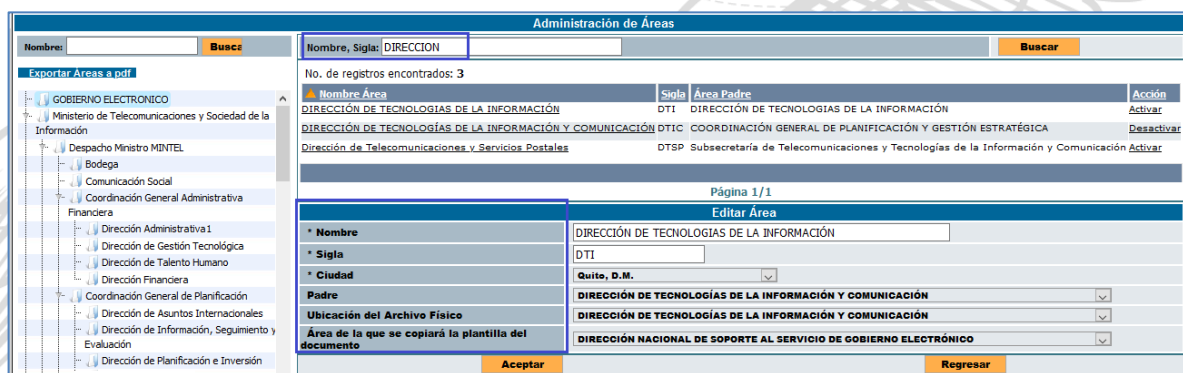 Administración de Áreas
Nombre:
Busca
Exportar Áreas a pdf
GOBIERNO ELECTRONICO
Ministerio de Telecomunicaciones y Sociedad de la
Información
Despacho Ministro MINTEL
Bodega
Comunicación Social
Coordinación General Administrativa
Financiera
Dirección Administrativa1
Dirección de Gestión Tecnológica
Dirección de Talento Humano
Dirección Financiera
Coordinación General de Planificación
Dirección de Asuntos Internacionales
Dirección de Información, Seguimiento y
Evaluación
Dirección de Planificación e Inversión
Nombre, Sigla: DIRECCION Buscar
No. de registros encontrados: 3
Nombre Área Sigla Área Padre Acción
DIRECCIÓN DE TECNOLOGIAS DE LA INFORMACIÓN DTI DIRECCIÓN DE TECNOLOGIAS DE LA INFORMACIÓN Activar
DIRECCIÓN DE TECNOLOGÍAS DE LA INFORMACIÓN Y COMUNICACIÓN DTIC COORDINACIÓN GENERAL DE PLANIFICACIÓN Y GESTIÓN ESTRATÉGICA Desactivar
Dirección de Telecomunicaciones y Servicios Postales DTSP Subsecretaría de Telecomunicaciones y Tecnologías de la Información y Comunicación Activar
Página 1/1
Editar Área
* Nombre DIRECCIÓN DE TECNOLOGIAS DE LA INFORMACIÓN
* Sigla DTI
* Ciudad Quito, D.M.
Padre DIRECCIÓN DE TECNOLOGÍAS DE LA INFORMACIÓN Y COMUNICACIÓN
Ubicación del Archivo Físico DIRECCIÓN DE TECNOLOGÍAS DE LA INFORMACIÓN Y COMUNICACIÓN
Área de la que se copiará la plantilla del
documento DIRECCIÓN NACIONAL DE SOPORTE AL SERVICIO DE GOBIERNO ELECTRÓNICO
Aceptar Regresar